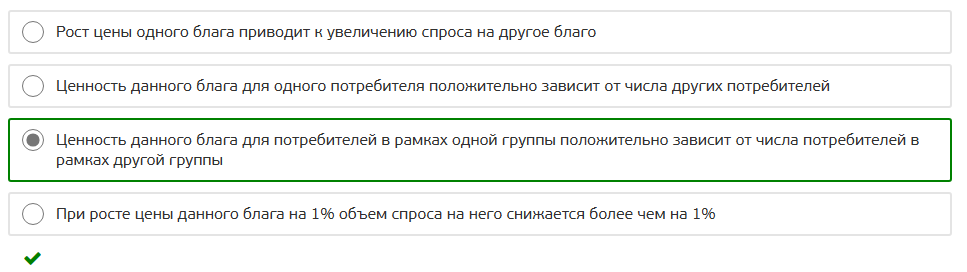 Рост цены одного блага приводит к увеличению спроса на другое благо
Ценность данного блага для одного потребителя положительно зависит от числа других потребителей
Ценность данного блага для потребителей в рамках одной группы положительно зависит от числа потребителей в
рамках другой группы
При росте цены данного блага на 1% объем спроса на него снижается более чем на 1%